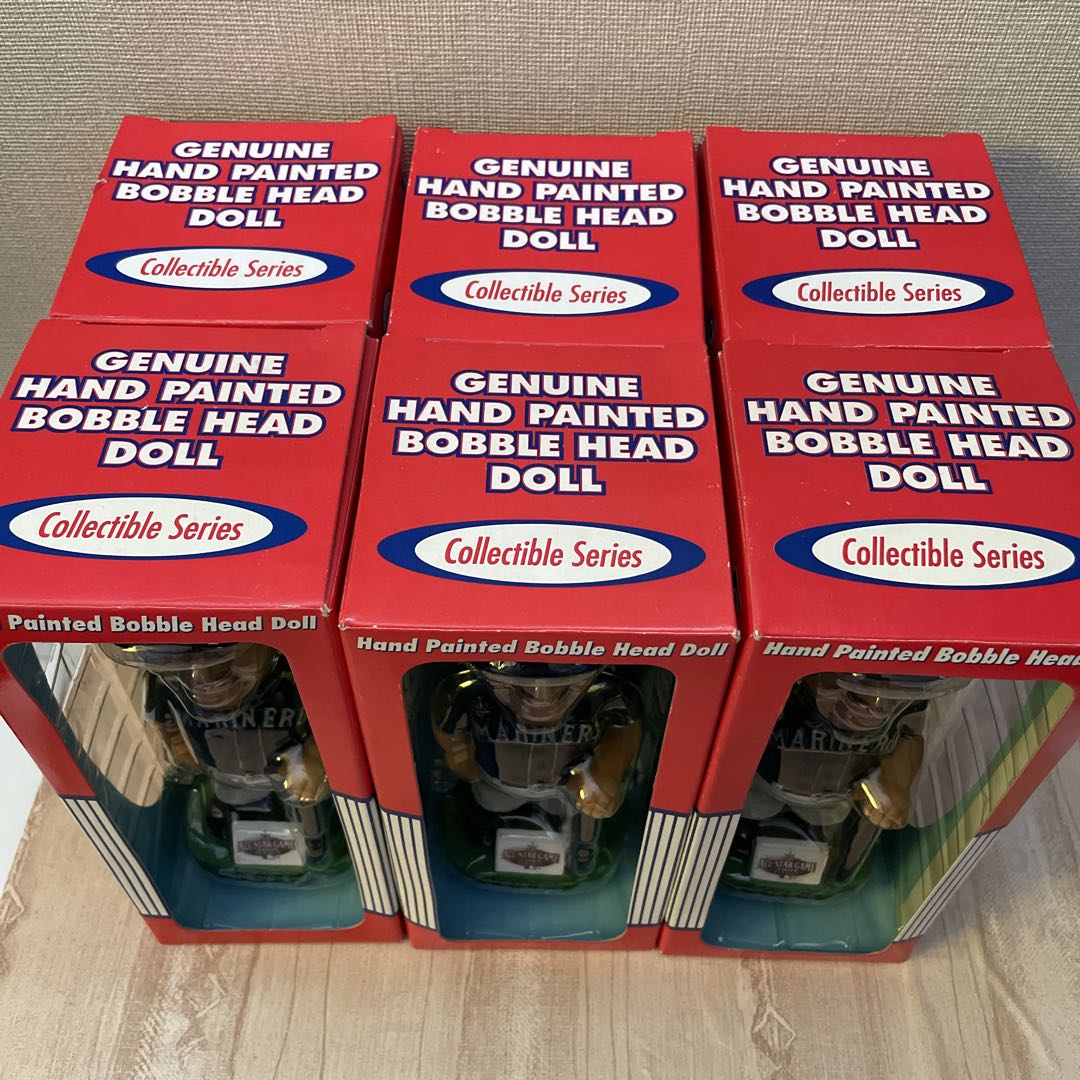 GENUINE
HAND PAINTED
BOBBLE HEAD
DOLL
Collectible Series
GENUINE
HAND PAINTED
BOBBLE HEAD
DOLL
Collectible Series
GENUINE
HAND PAINTED
BOBBLE HEAD
DOLL
Collectible Series
GENUINE
HAND PAINTED
BOBBLE HEAD
DOLL
Collectible Series
Painted Bobble Head Doll
MARINER
ALL-STAR GAME
GENUINE
HAND PAINTED
BOBBLE HEAD
DOLL
Collectible Series
Hand Painted Bobble Head Doll
MARINERS
ALL-STAR GAME
GENUINE
HAND PAINTED
BOBBLE HEAD
DOLL
Collectible Series
Hand Painted Bobble Head
MARINERS
ALL-STAR GAME